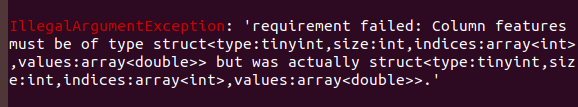 IllegalArgumentException: 'requirement failed: Column features
must be of type struct<type:tinyint,size:int,indices:array<int>
,values:array<double>> but was actually struct<type:tinyint,siz
e:int,indices:array<int>,values:array<double>>.'